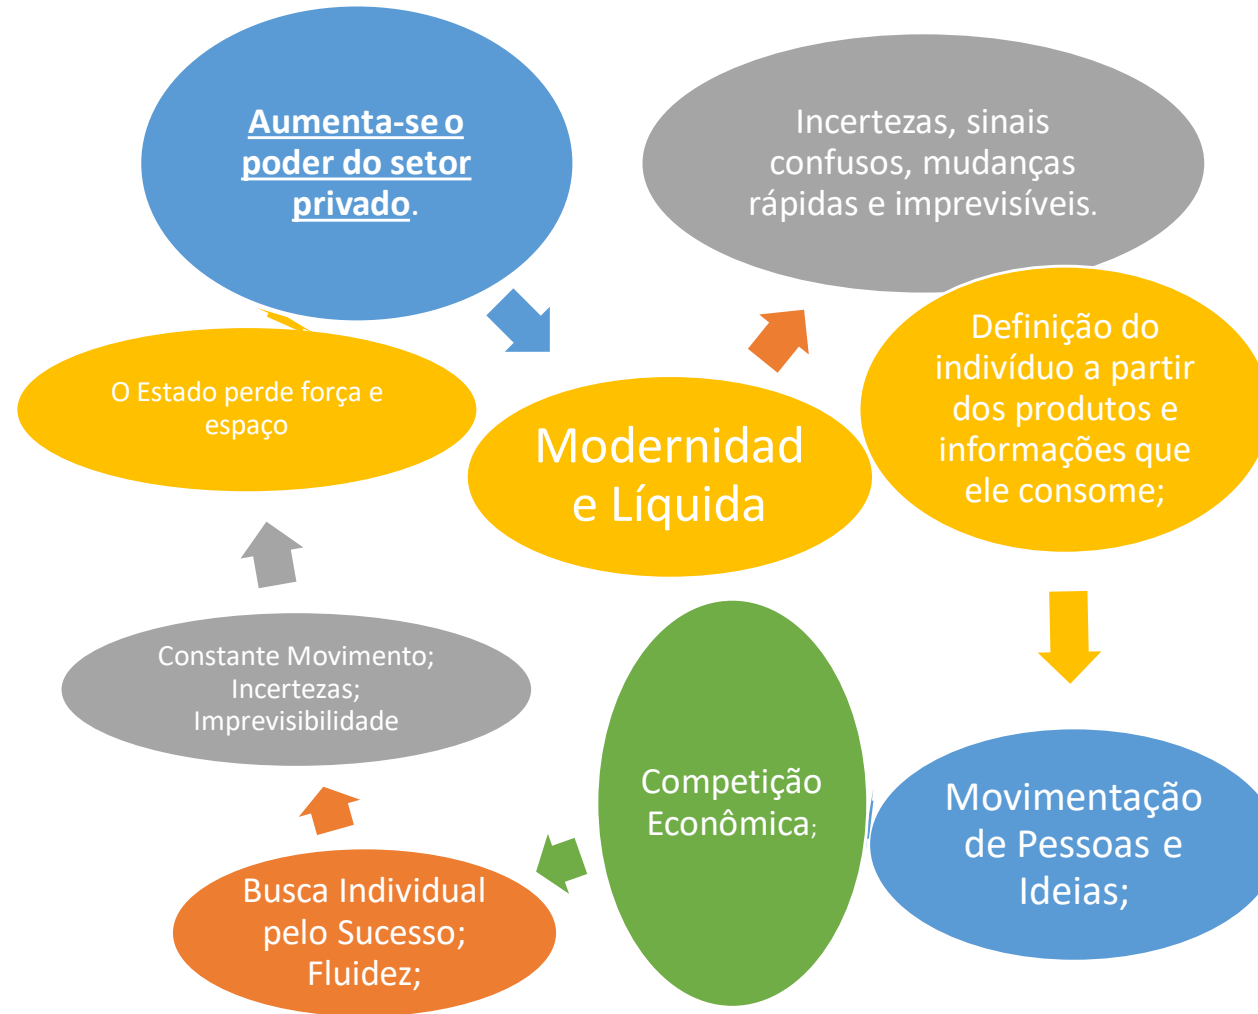 Aumenta-se o
poder do setor
privado.
Incertezas, sinais
confusos, mudanças
rápidas e imprevisíveis.
Definição do
indivíduo a partir
dos produtos e
informações que
ele consome;
O Estado perde força e
espaço
Modernidad
e Líquida
Constante Movimento;
Incertezas;
Imprevisibilidade
Competição
Econômica;
Movimentação
de Pessoas e
Ideias;
Busca Individual
pelo Sucesso;
Fluidez;